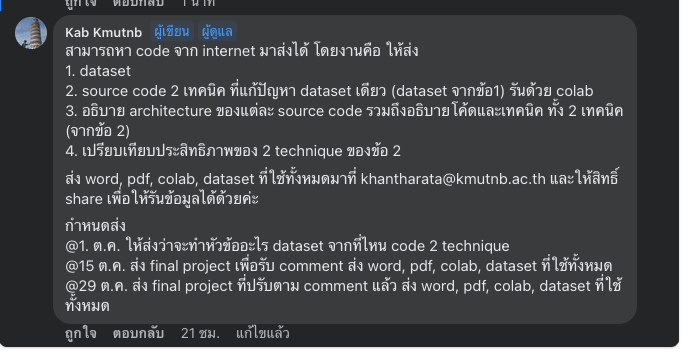 ถูกใจ ตอบกลับ 1 นาที
Kab Kmutnb ผู้เขียน ผู้ดูแล
สามารถหา code จาก internet มาส่งได้ โดยงานคือ ให้ส่ง
1. dataset
2. source code 2 เทคนิค ที่แก้ปัญหา dataset เดียว (dataset จากข้อ1) รันด้วย colab
3. อธิบาย architecture ของแต่ละ source code รวมถึงอธิบายโค้ดและเทคนิค ทั้ง 2 เทคนิค
(จากข้อ 2)
4. เปรียบเทียบประสิทธิภาพของ 2 technique ของข้อ 2
ส่ง word, pdf, colab, dataset ที่ใช้ทั้งหมดมาที่ khantharata@kmutnb.ac.th และให้สิทธิ์
share เพื่อให้รันข้อมูลได้ด้วยค่ะ
กำหนดส่ง
@1. ต.ค. ให้ส่งว่าจะทำหัวข้ออะไร dataset จากที่ไหน code 2 technique
@15 ต.ค. ส่ง final project เพื่อรับ comment ส่ง word, pdf, colab, dataset ที่ใช้ทั้งหมด
@29 ต.ค. ส่ง final project ที่ปรับตาม comment แล้ว ส่ง word, pdf, colab, dataset ที่ใช้
ทั้งหมด
ถูกใจ ตอบกลับ 21 ชม. แก้ไขแล้ว